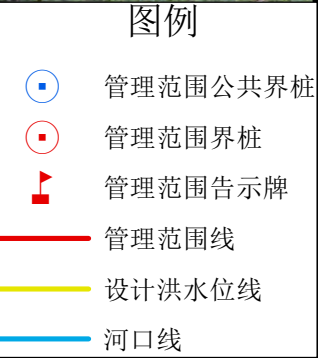 图例
管理范围公共界桩
管理范围界桩
管理范围告示牌
管理范围线
设计洪水位线
河口线